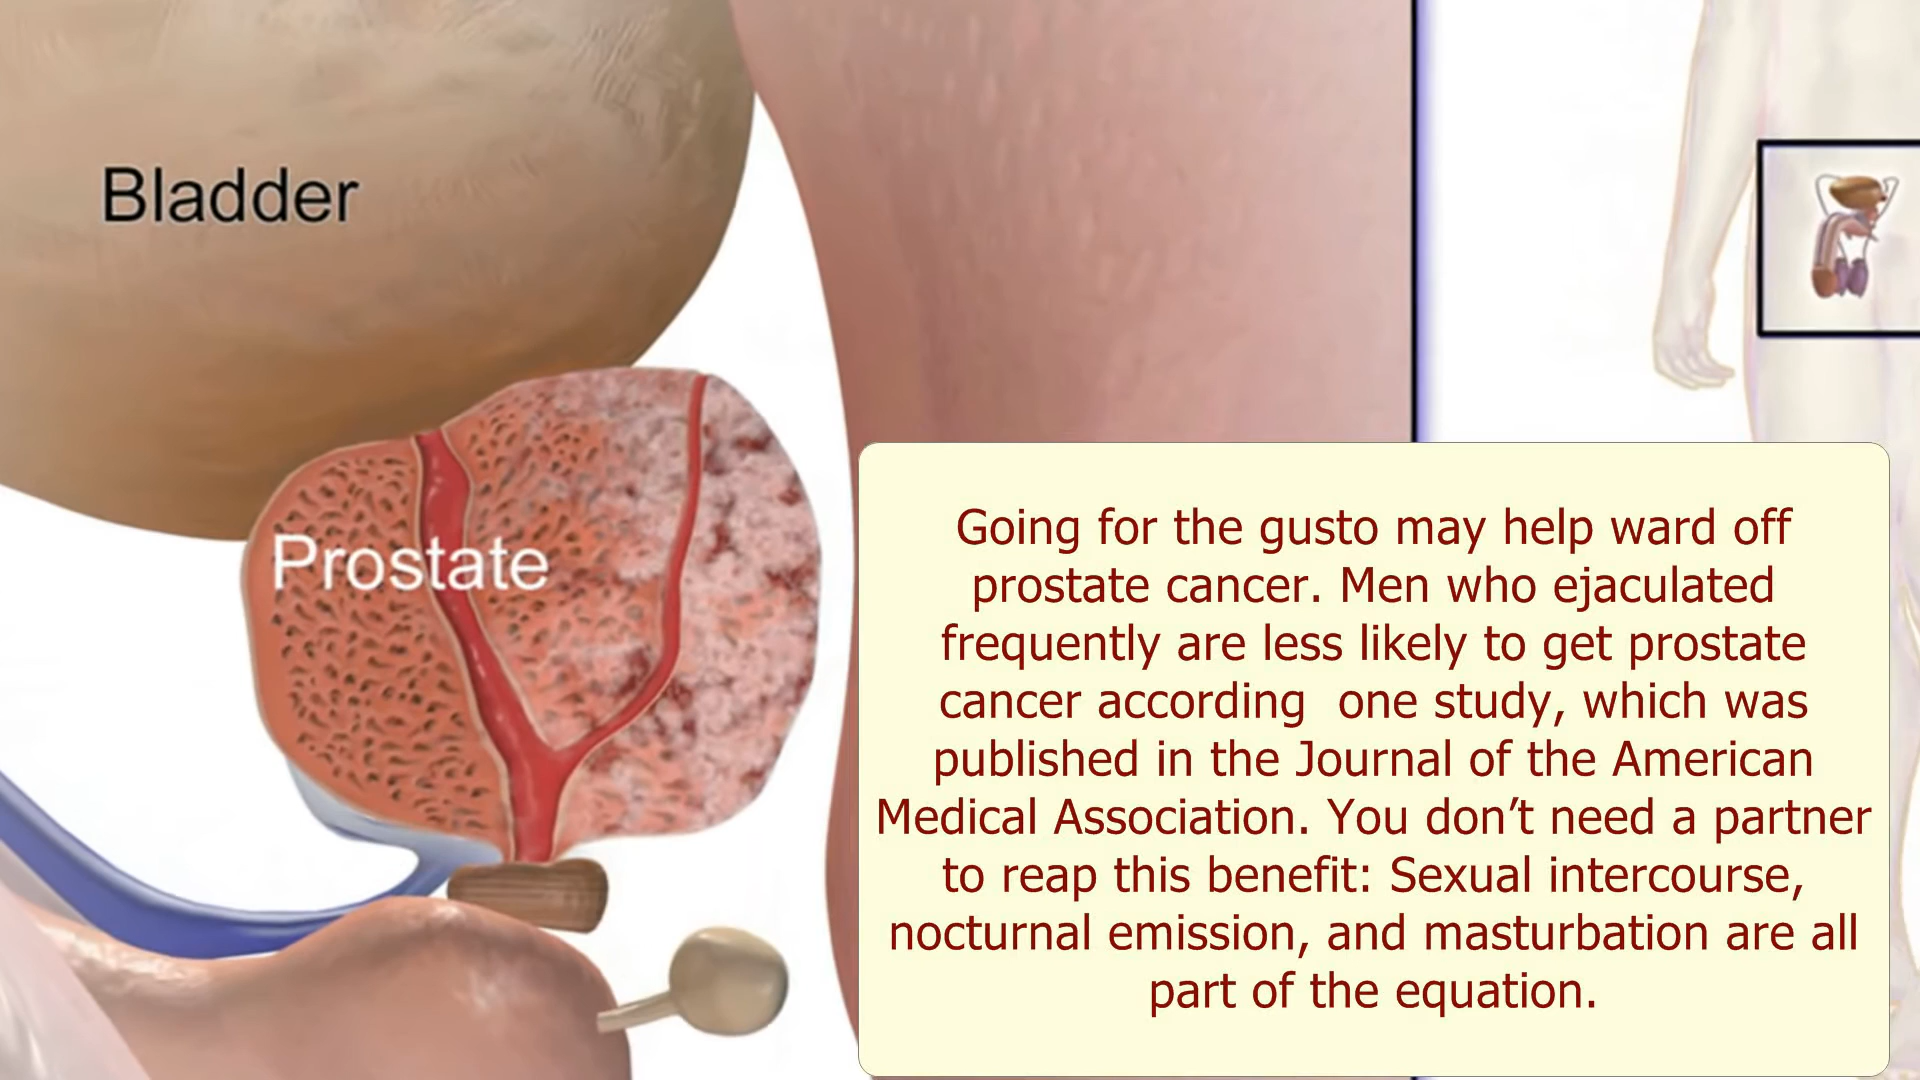 Bladder
Prostate
Going for the gusto may help ward off
prostate cancer. Men who ejaculated
frequently are less likely to get prostate
cancer according  one study, which was
published in the Journal of the American
Medical Association. You don’t need a partner
to reap this benefit: Sexual intercourse,
nocturnal emission, and masturbation are all
part of the equation.